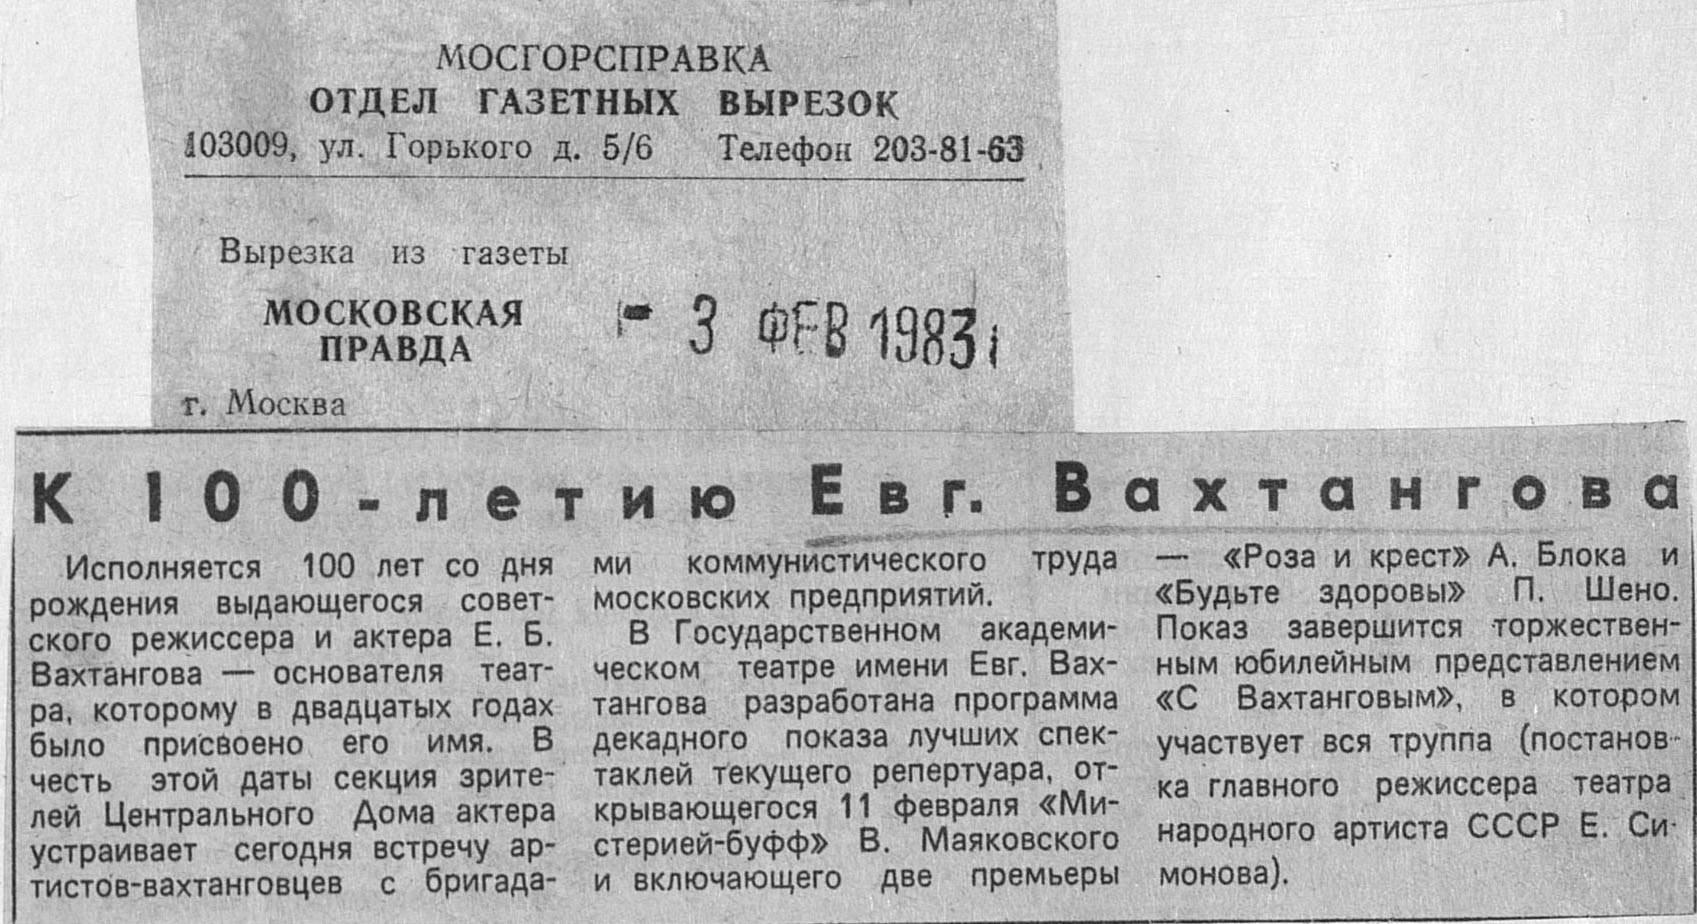 МОСГОРСПРАВКА
ОТДЕЛ ГАЗЕТНЫХ ВЫРЕЗОК
103009, ул. Горького д. 5/6 Телефон 203-81-63
Вырезка из газеты
МОСКОВСКАЯ
ПРАВДА
- 3 ФЕВ 1983
г. Москва
К 100-летию Евг. Вахтангова
Исполняется 100 лет со дня
рождения выдающегося совет-
ского режиссера и актера Е. Б.
Вахтангова — основателя теат-
ра, которому в двадцатых годах
было присвоено его имя. В
честь этой даты секция зрите-
лей Центрального Дома актера
устраивает сегодня встречу ар-
тистов-вахтанговцев с бригада-
ми коммунистического труда
московских предприятий.
В Государственном академи-
ческом театре имени Евг. Вах-
тангова разработана программа
декадного показа лучших спек-
таклей текущего репертуара, от-
крывающегося 11 февраля «Ми-
стерией-буфф» В. Маяковского
и включающего две премьеры
— «Роза и крест» А. Блока и
«Будьте здоровы» П. Шено.
Показ завершится торжествен-
ным юбилейным представлением
«С Вахтанговым», в котором
участвует вся труппа (постанов-
ка главного режиссера театра
народного артиста СССР Е. Си-
монова).